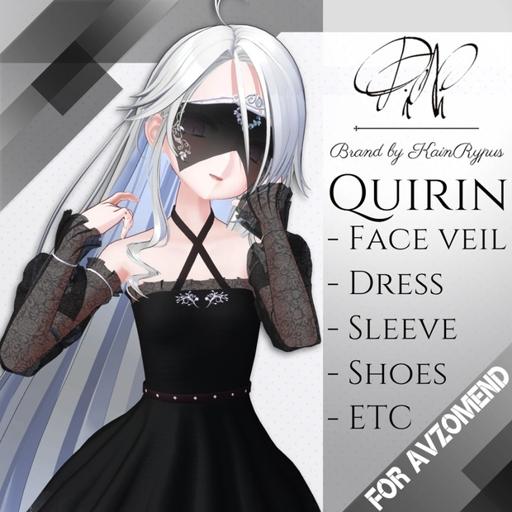 Brand by KainRypus
QUIRIN
- FACE VEIL
- DRESS
- SLEEVE
- SHOES
- ETC
FOR AVZOMEND